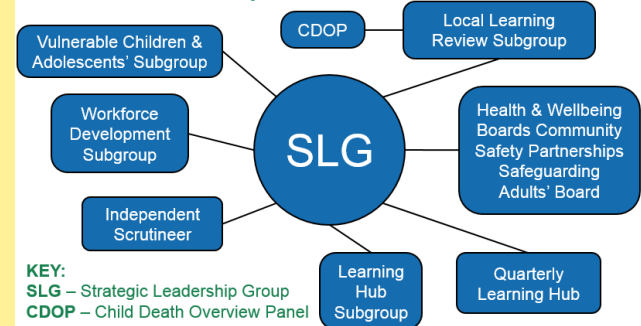 CDOP
Local Learning
Review Subgroup
Vulnerable Children &
Adolescents' Subgroup
Workforce
Development
Subgroup
SLG
Health & Wellbeing
Boards Community
Safety Partnerships
Safeguarding
Adults' Board
Independent
Scrutineer
Learning
Hub
Subgroup
Quarterly
Learning Hub
KEY:
SLG – Strategic Leadership Group
CDOP – Child Death Overview Panel